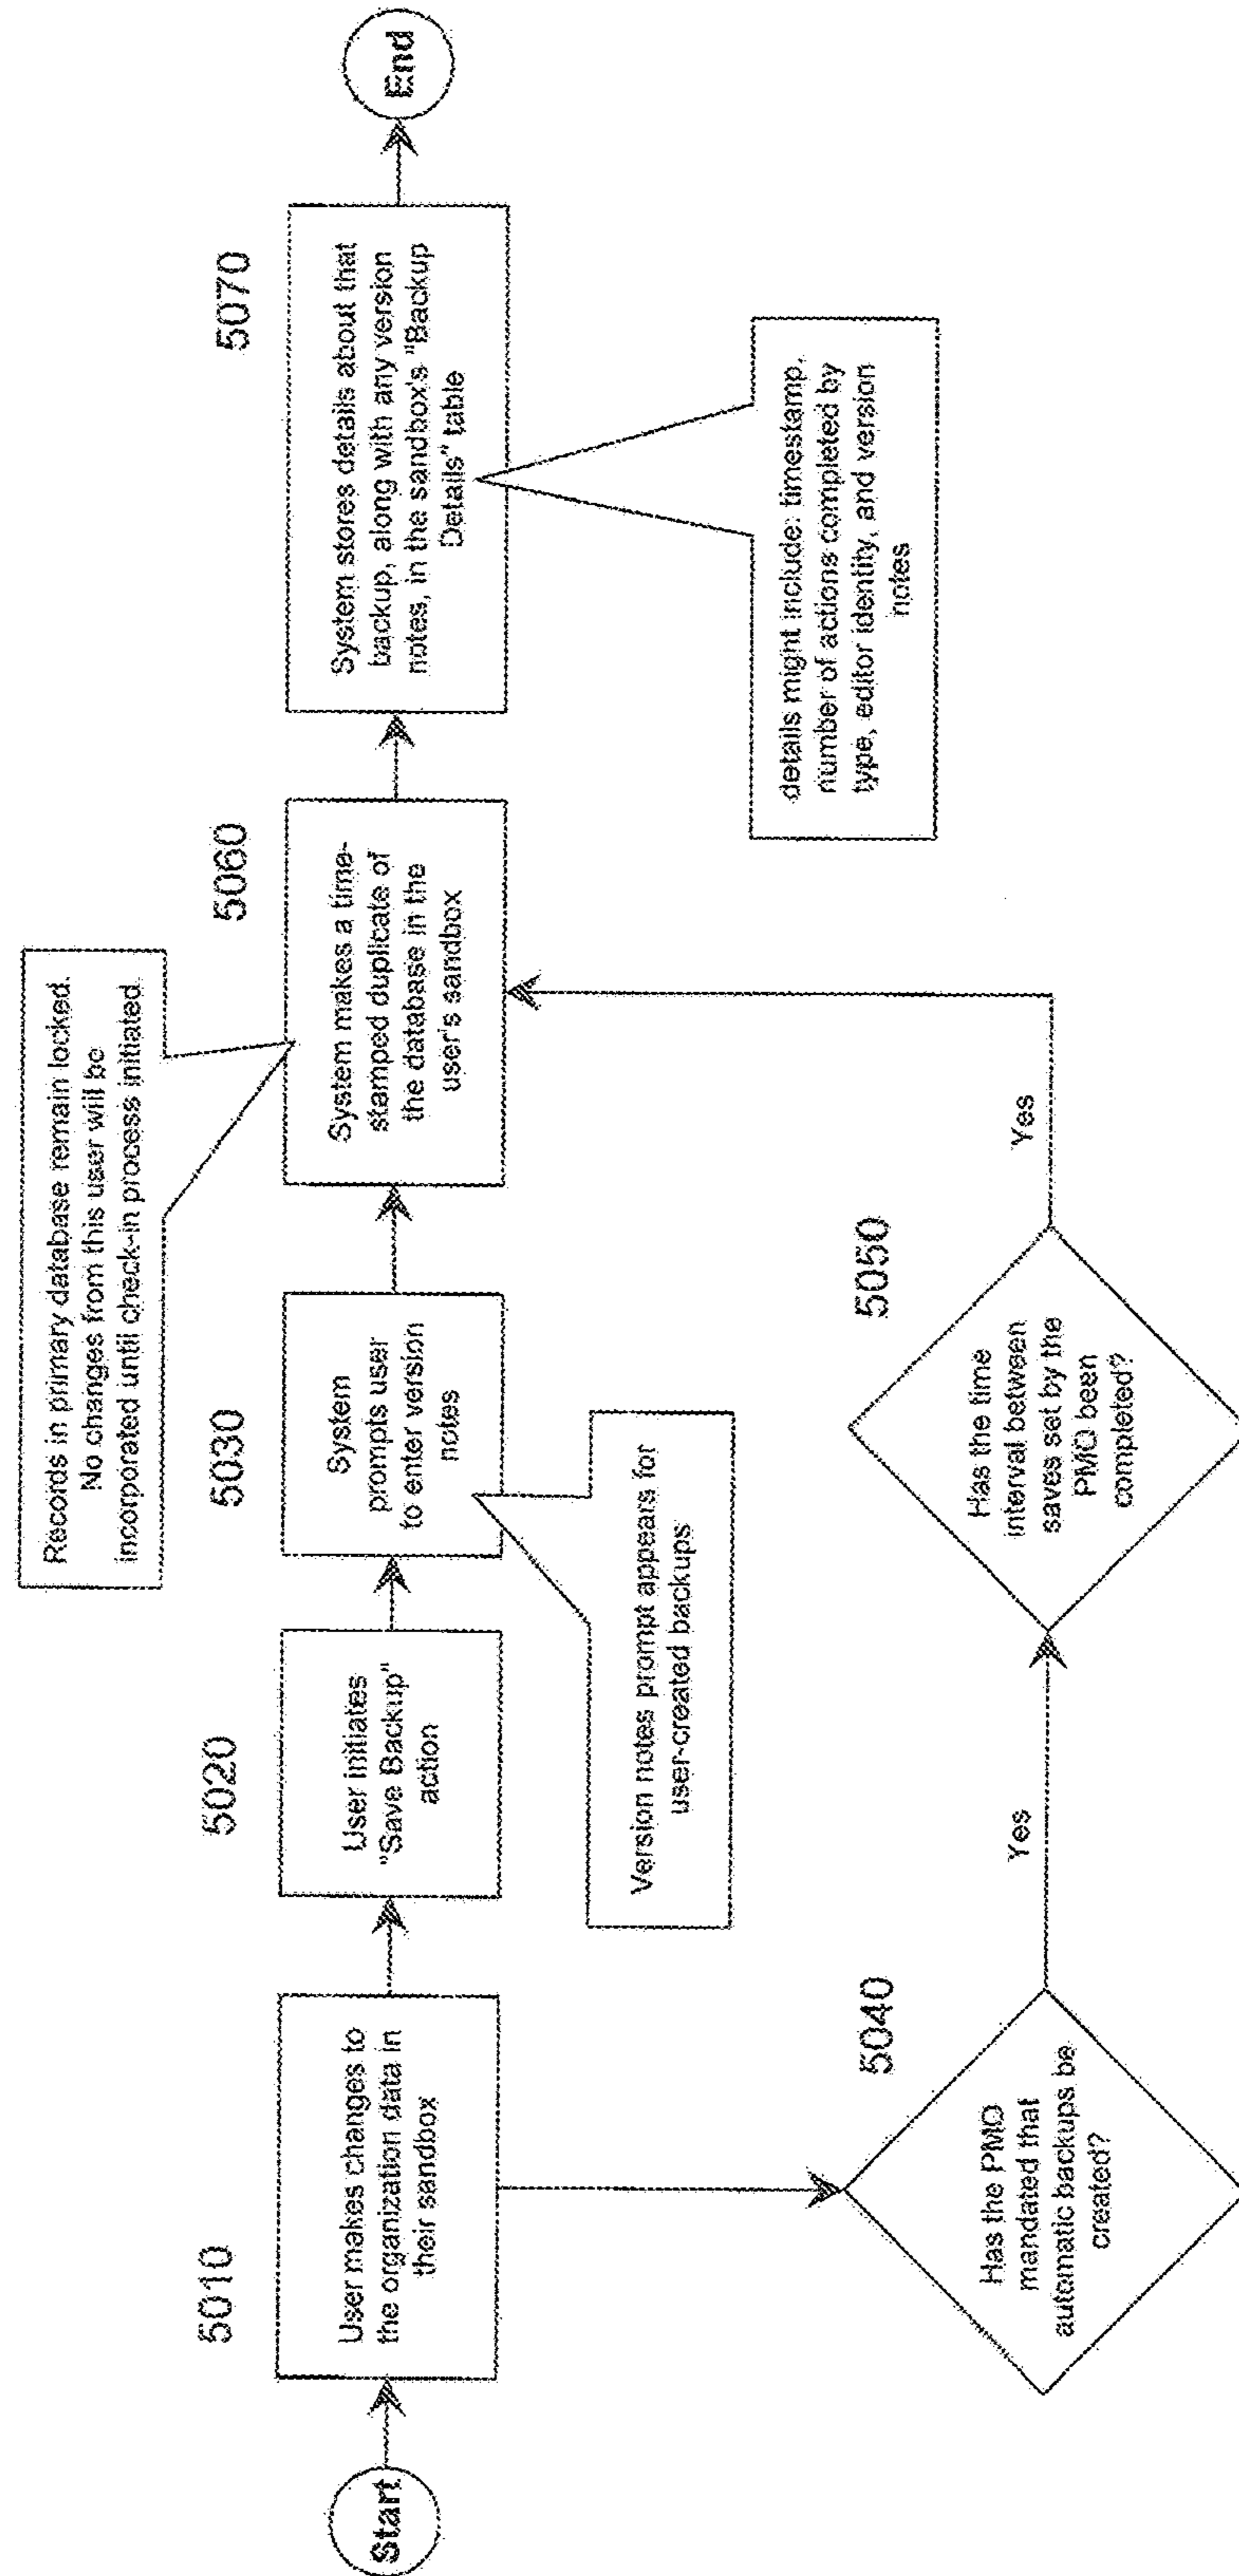 Start
5010
User makes changes to
the organization data in
their sandbox
5020
User initiates
"Save Backup"
action
5030
System
prompts user
to enter version
notes
Version notes prompt appears for
user-created backups
Records in primary database remain locked.
No changes from this user will be
incorporated until check-in process initiated.
5060
System makes a time-
stamped duplicate of
the database in the
user's sandbox
5070
System stores details about that
backup, along with any version
notes, in the sandbox's "Backup
Details" table
details might include: timestamp,
number of actions completed by
type, editor identity, and version
notes
End
5040
Has the PMO
mandated that
automatic backups be
created?
Yes
5050
Has the time
interval between
saves set by the
PMO been
completed?
Yes